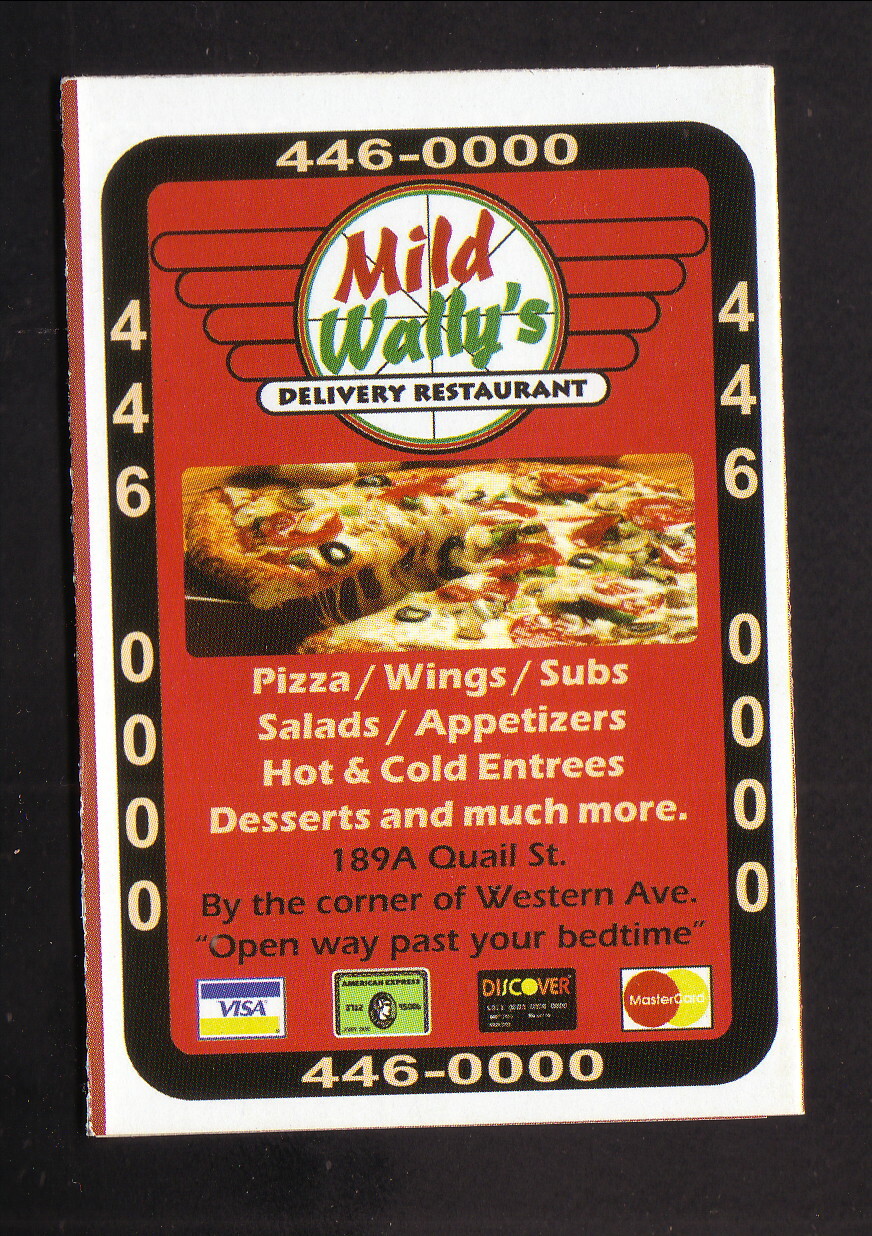 446-0000
Mild
Wally's
DELIVERY RESTAURANT
4
4
6
0
0
0
0
4
4
6
0
0
0
0
Pizza / Wings / Subs
Salads / Appetizers
Hot & Cold Entrees
Desserts and much more.
189A Quail St.
By the corner of Western Ave.
"Open way past your bedtime"
VISA
AMERICAN EXPRESS
DISCOVER
MasterCard
446-0000